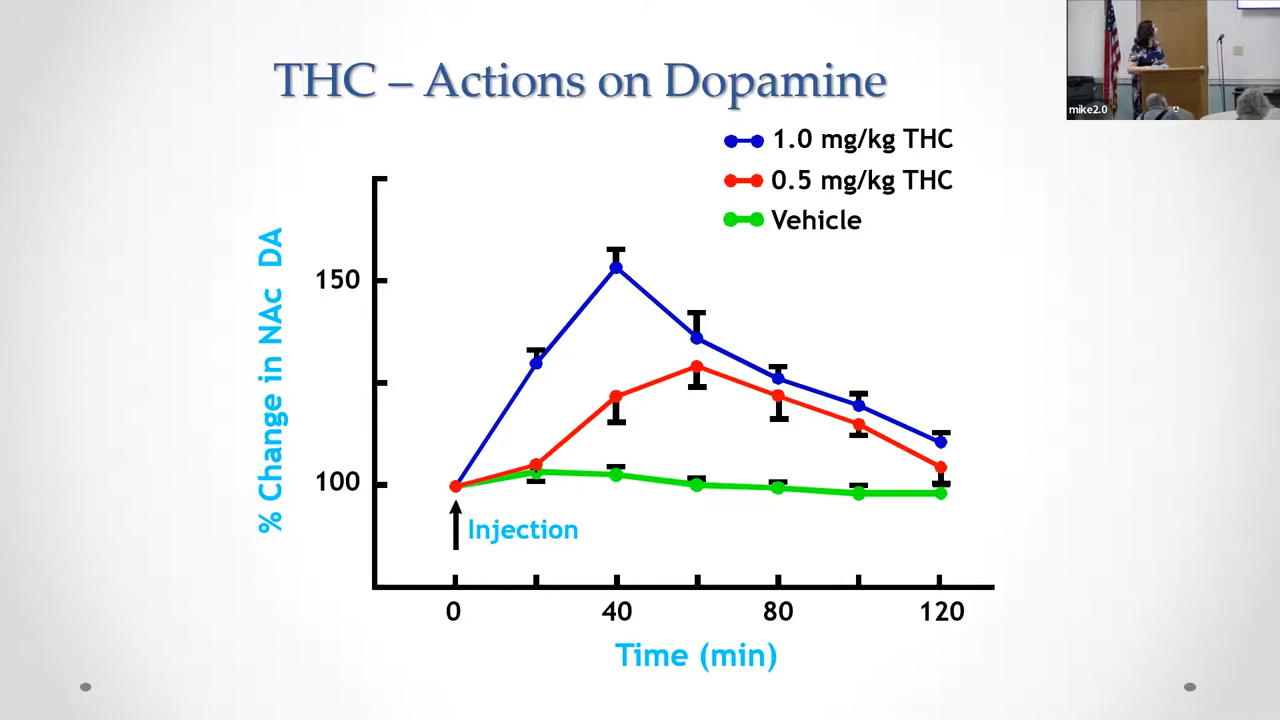 THC – Actions on Dopamine
mike2.0
1.0 mg/kg THC
0.5 mg/kg THC
Vehicle
% Change in NAc DA
150
100
Injection
0 40 80 120
Time (min)